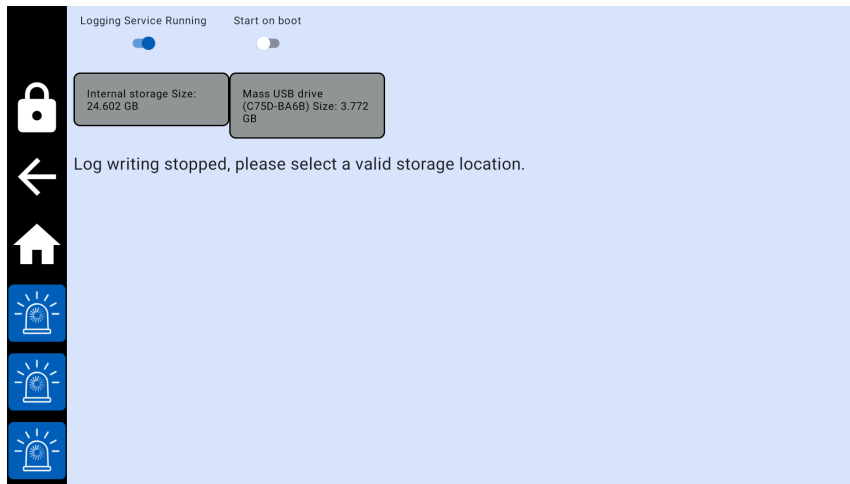 Logging Service Running Start on boot
Internal storage Size:
24.602 GB
Mass USB drive
(C75D-BA6B) Size: 3.772
GB
Log writing stopped, please select a valid storage location.